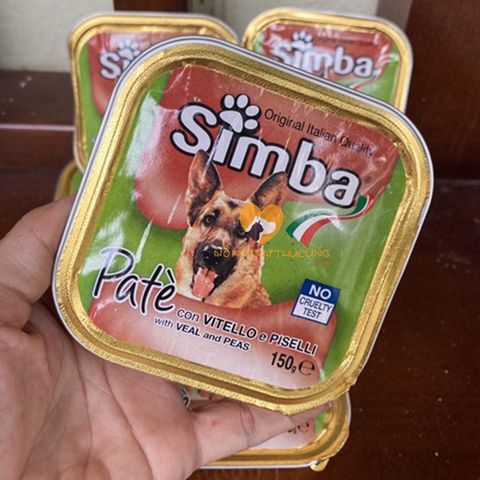 Simba
Simba
Original Italian Quality
Simba®
Patè
con VITELLO e PISELLI
with VEAL and PEAS
150g ℮
NO
CRUELTY
TEST